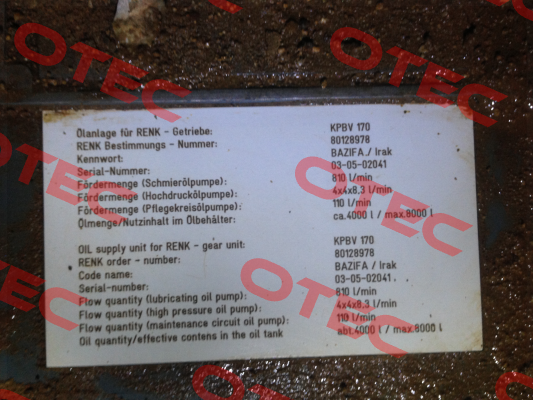 Ölanlage für RENK - Getriebe: KPBV 170
RENK Bestimmungs - Nummer: 80128978
Kennwort: BAZIFA / Irak
Serial-Nummer: 03-05-02041
Fördermenge (Schmierölpumpe): 810 l/min
Fördermenge (Hochdruckölpumpe): 4x4x8,3 l/min
Fördermenge (Pflegekreisölpumpe): 110 l/min
Ölmenge/Nutzinhalt im Ölbehälter: ca.4000 l / max.8000 l
OIL supply unit for RENK - gear unit: KPBV 170
RENK order - number: 80128978
Code name: BAZIFA / Irak
Serial-number: 03-05-02041
Flow quantity (lubricating oil pump): 810 l/min
Flow quantity (high pressure oil pump): 4x4x8,3 l/min
Flow quantity (maintenance circuit oil pump): 110 l/min
Oil quantity/effective contens in the oil tank abt.4000 l / max.8000 l
OTEC
OTEC
OTEC
OTEC
OTEC
OTEC
OTEC
OTEC